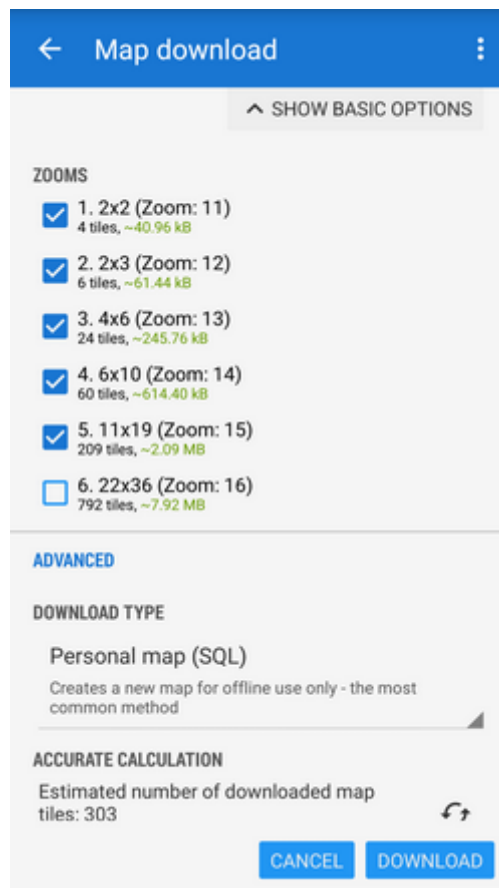 Map download
SHOW BASIC OPTIONS
ZOOMS
1. 2x2 (Zoom: 11)
4 tiles, ~40.96 kB
2. 2x3 (Zoom: 12)
6 tiles, ~61.44 kB
3. 4x6 (Zoom: 13)
24 tiles, ~245.76 kB
4. 6x10 (Zoom: 14)
60 tiles, ~614.40 kB
5. 11x19 (Zoom: 15)
209 tiles, ~2.09 MB
6. 22x36 (Zoom: 16)
792 tiles, ~7.92 MB
ADVANCED
DOWNLOAD TYPE
Personal map (SQL)
Creates a new map for offline use only - the most
common method
ACCURATE CALCULATION
Estimated number of downloaded map
tiles: 303
CANCEL DOWNLOAD